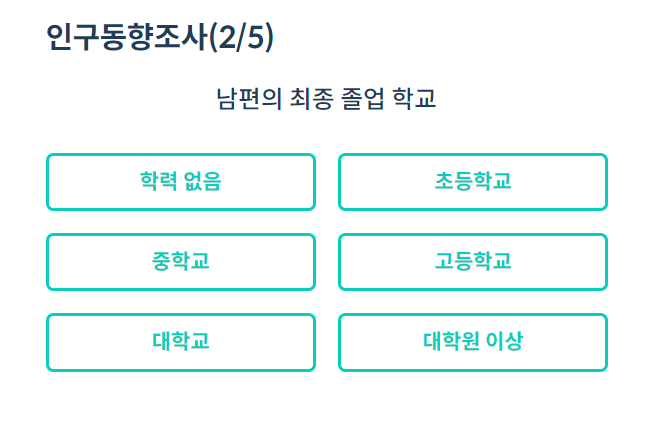 인구동향조사(2/5)
남편의 최종 졸업 학교
학력 없음
초등학교
중학교
고등학교
대학교
대학원 이상